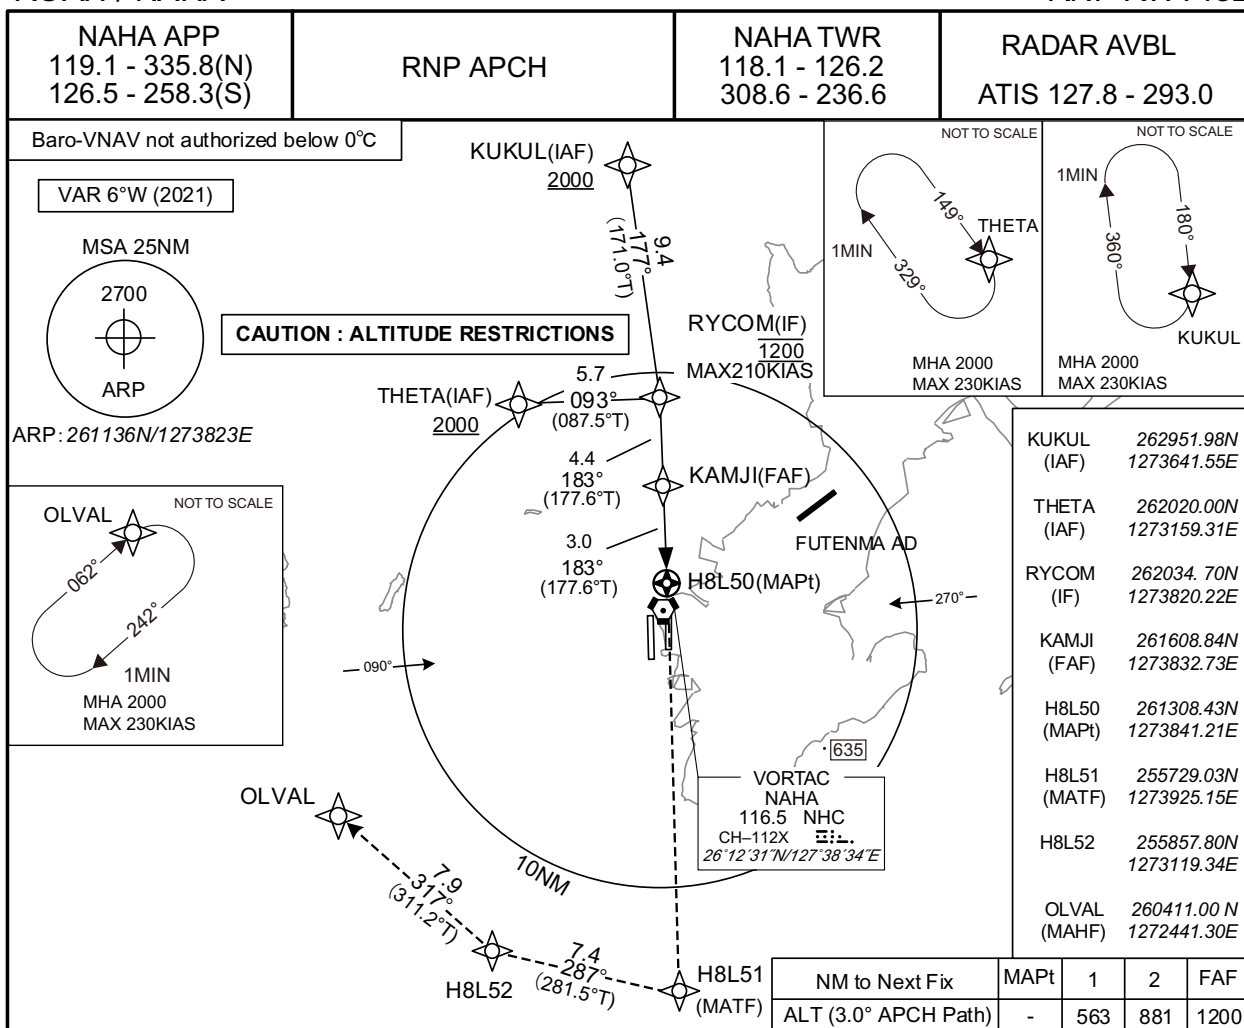 NAHA APP
119.1 - 335.8(N)
126.5 - 258.3(S)
RNP APCH
NAHA TWR
118.1 - 126.2
308.6 - 236.6
RADAR AVBL
ATIS 127.8 - 293.0
Baro-VNAV not authorized below 0°C
VAR 6°W (2021)
MSA 25NM
2700
ARP
ARP: 261136N/1273823E
CAUTION : ALTITUDE RESTRICTIONS
KUKUL(IAF)
2000
9.4
177°
(171.0°T)
RYCOM(IF)
1200
MAX210KIAS
THETA(IAF)
2000
5.7
093°
(087.5°T)
4.4
183°
(177.6°T)
KAMJI(FAF)
3.0
183°
(177.6°T)
FUTENMA AD
H8L50(MAPt)
270°
090°
635
VORTAC
NAHA
116.5 NHC
CH–112X
26°12´31˝N/127°38´34˝E
10NM
OLVAL
7.9
317°
(311.2°T)
H8L52
7.4
287°
(281.5°T)
H8L51
(MATF)
NOT TO SCALE
149°
THETA
1MIN
329°
MHA 2000
MAX 230KIAS
NOT TO SCALE
1MIN
180°
360°
KUKUL
MHA 2000
MAX 230KIAS
NOT TO SCALE
OLVAL
062°
242°
1MIN
MHA 2000
MAX 230KIAS
KUKUL 262951.98N
(IAF) 1273641.55E
THETA 262020.00N
(IAF) 1273159.31E
RYCOM 262034. 70N
(IF) 1273820.22E
KAMJI 261608.84N
(FAF) 1273832.73E
H8L50 261308.43N
(MAPt) 1273841.21E
H8L51 255729.03N
(MATF) 1273925.15E
H8L52 255857.80N
1273119.34E
OLVAL 260411.00 N
(MAHF) 1272441.30E
NM to Next Fix MAPt 1 2 FAF
ALT (3.0° APCH Path) - 563 881 1200